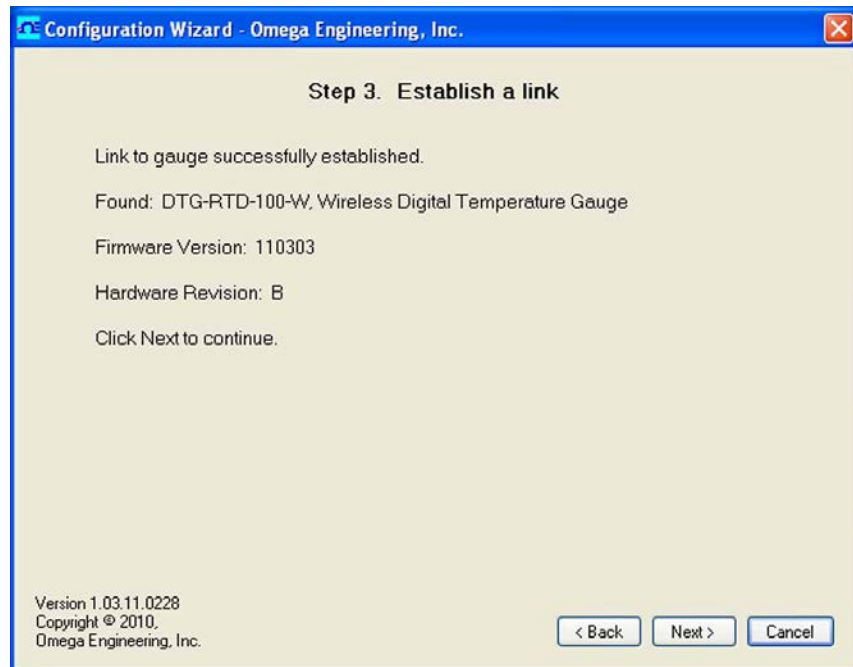 Configuration Wizard - Omega Engineering, Inc.
Step 3. Establish a link
Link to gauge successfully established.
Found: DTG-RTD-100-W, Wireless Digital Temperature Gauge
Firmware Version: 110303
Hardware Revision: B
Click Next to continue.
Version 1.03.11.0228
Copyright © 2010,
Omega Engineering, Inc.
< Back Next > Cancel